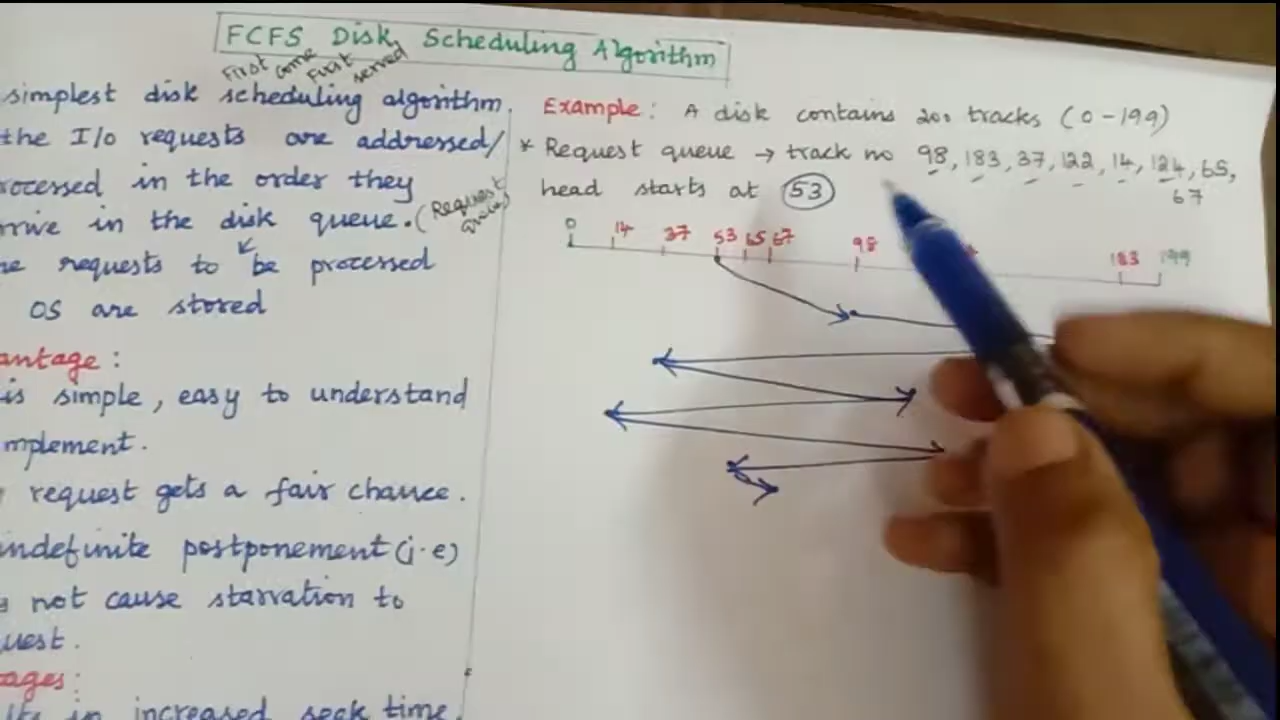 FCFS Disk Scheduling Algorithm
First come First served
simplest disk scheduling algorithm.
the I/O requests are addressed/
rocessed in the order they
rrive in the disk queue. (Request
queue)
requests to be processed
OS are stored
antage:
is simple, easy to understand
mplement.
request gets a fair chance.
indefinite postponement (i.e)
not cause starvation to
quest.
ages:
in increased seek time.
Example: A disk contains 200 tracks (0-199)
* Request queue → track no 98, 183, 37, 122, 14, 124, 65,
67
head starts at 53
0 14 37 53 65 67 98 183 199